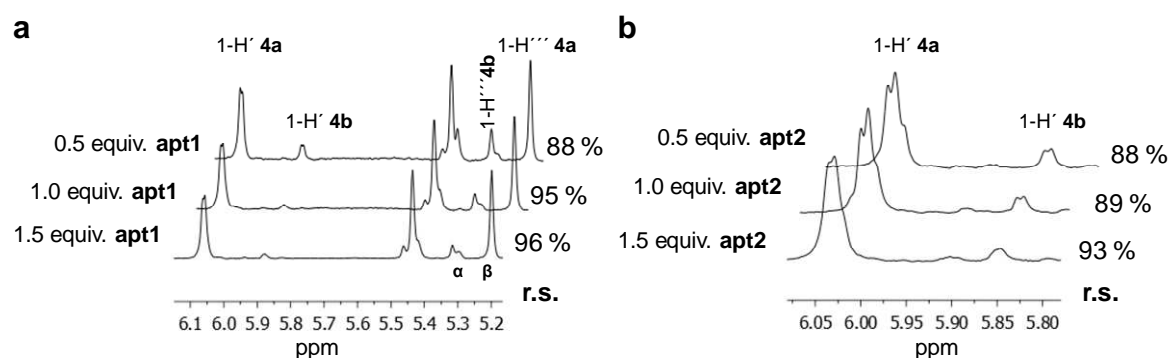 a
1-H´ 4a
1-H´´´ 4a
1-H´´´4b
1-H´ 4b
0.5 equiv. apt1
88 %
1.0 equiv. apt1
95 %
1.5 equiv. apt1
96 %
α β
r.s.
6.1 6.0 5.9 5.8 5.7 5.6 5.5 5.4 5.3 5.2
ppm
b
1-H´ 4a
1-H´ 4b
0.5 equiv. apt2
88 %
1.0 equiv. apt2
89 %
1.5 equiv. apt2
93 %
r.s.
6.05 6.00 5.95 5.90 5.85 5.80
ppm